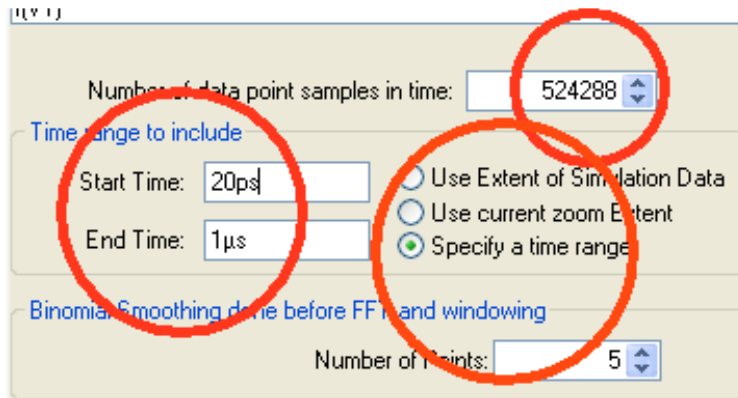 I(V1)
Number of data point samples in time: 524288
Time range to include
Start Time: 20ps
Use Extent of Simulation Data
Use current zoom Extent
End Time: 1µs
Specify a time range
Binomial Smoothing done before FFT and windowing
Number of Points: 5